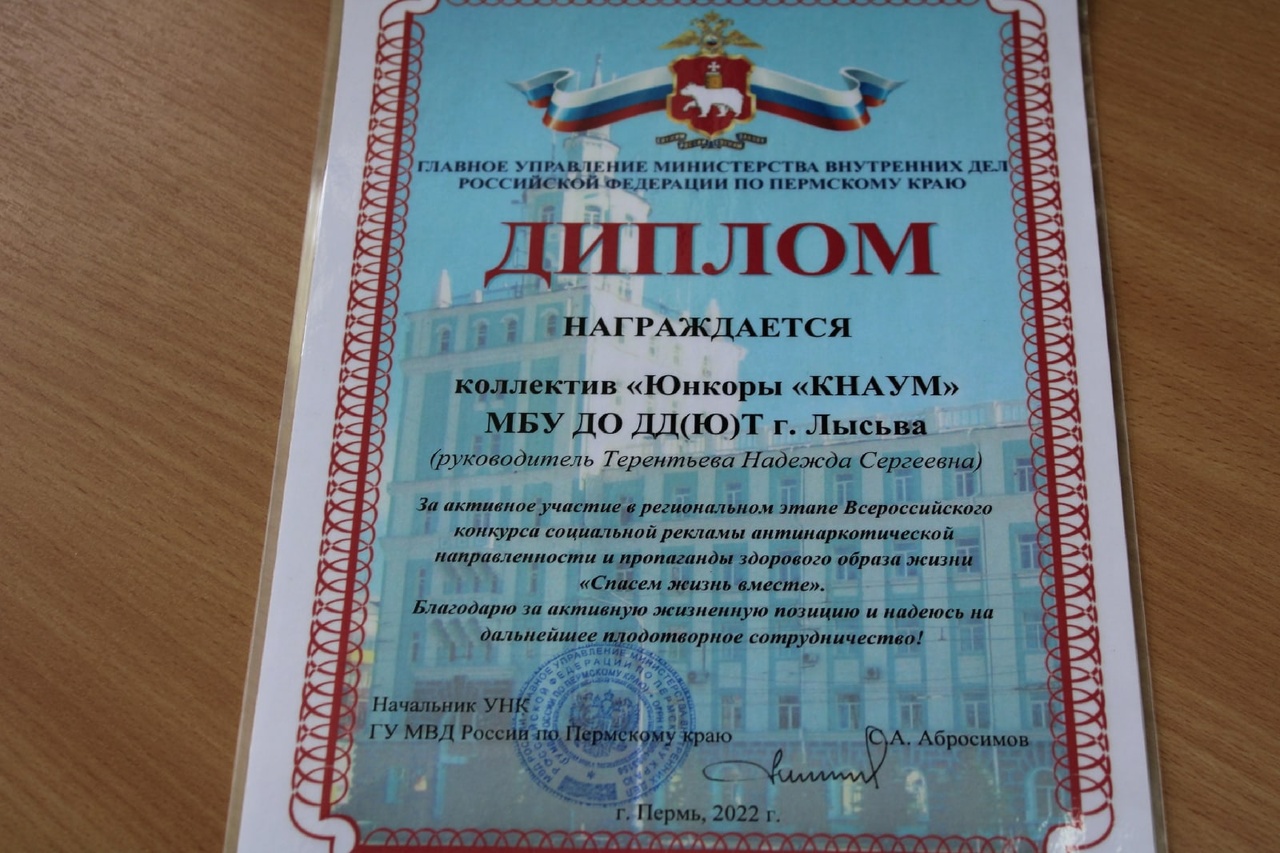 ГЛАВНОЕ УПРАВЛЕНИЕ МИНИСТЕРСТВА ВНУТРЕННИХ ДЕЛ
РОССИЙСКОЙ ФЕДЕРАЦИИ ПО ПЕРМСКОМУ КРАЮ
ДИПЛОМ
НАГРАЖДАЕТСЯ
коллектив «Юнкоры «КНАУМ»
МБУ ДО ДД(Ю)Т г. Лысьва
(руководитель Терентьева Надежда Сергеевна)
За активное участие в региональном этапе Всероссийского
конкурса социальной рекламы антинаркотической
направленности и пропаганды здорового образа жизни
«Спасем жизнь вместе».
Благодарю за активную жизненную позицию и надеюсь на
дальнейшее плодотворное сотрудничество!
Начальник УНК
ГУ МВД России по Пермскому краю
С.А. Абросимов
г. Пермь, 2022 г.